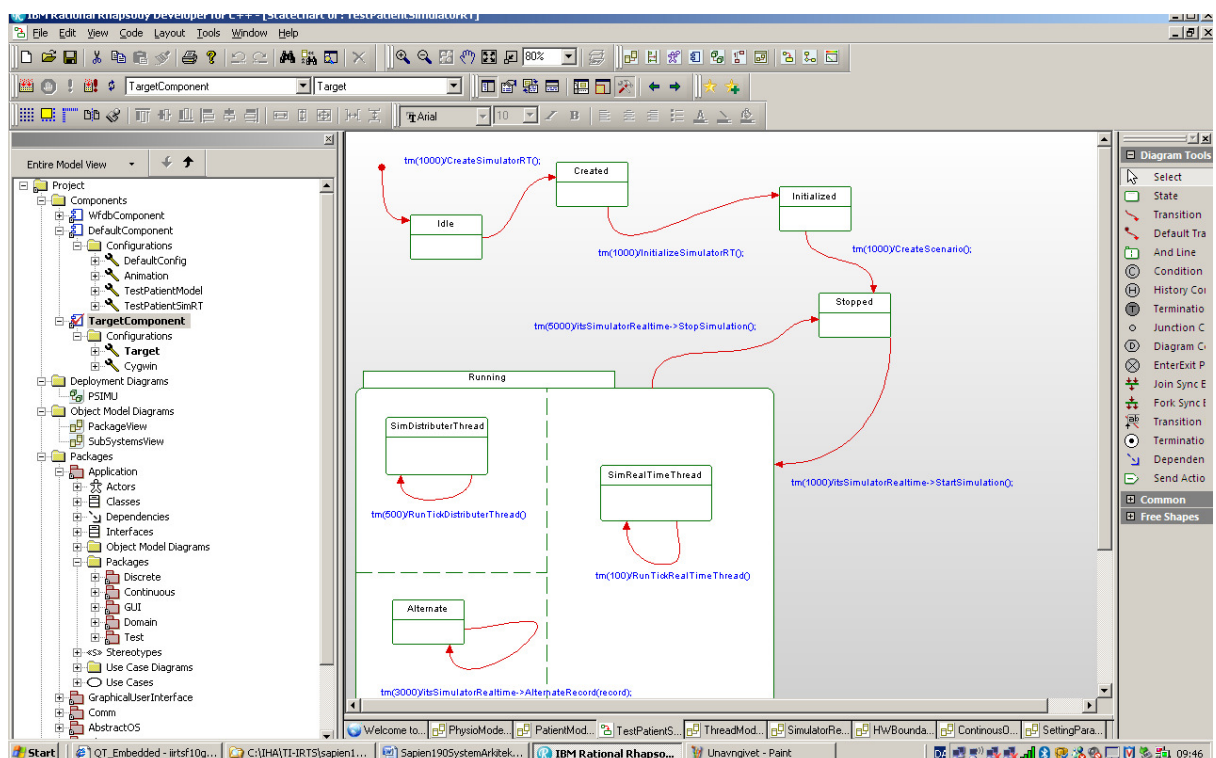 IBM Rational Rhapsody Developer for C++ - [Statechart of : TestPatientSimulatorRT]
File Edit View Code Layout Tools Window Help
80%
TargetComponent Target
Arial 10
Entire Model View
Project
Components
WfdbComponent
DefaultComponent
Configurations
DefaultConfig
Animation
TestPatientModel
TestPatientSimRT
TargetComponent
Configurations
Target
Cygwin
Deployment Diagrams
PSIMU
Object Model Diagrams
PackageView
SubSystemsView
Packages
Application
Actors
Classes
Dependencies
Interfaces
Object Model Diagrams
Packages
Discrete
Continuous
GUI
Domain
Test
«S» Stereotypes
Use Case Diagrams
Use Cases
GraphicalUserInterface
Comm
AbstractOS
tm(1000)/CreateSimulatorRT();
Created
Idle
Initialized
tm(1000)/InitializeSimulatorRT();
tm(1000)/CreateScenario();
Stopped
tm(5000)/itsSimulatorRealtime->StopSimulation();
Running
SimDistributerThread
SimRealTimeThread
tm(1000)/itsSimulatorRealtime->StartSimulation();
tm(500)/RunTickDistributerThread()
tm(100)/RunTickRealTimeThread()
Alternate
tm(3000)/itsSimulatorRealtime->AlternateRecord(record);
Diagram Tools
Select
State
Transition
Default Tra
And Line
Condition
History Con
Terminatio
Junction C
Diagram C
EnterExit P
Join Sync E
Fork Sync E
Transition
Terminatio
Dependen
Send Actio
Common
Free Shapes
Welcome to... PhysioMode... PatientMod... TestPatientS... ThreadMod... SimulatorRe... HWBounda... ContinousO... SettingPara...
Start QT_Embedded - iirtsf10g... C:\IHA\TI-IRTS\sapien1... Sapien190SystemArkitek... IBM Rational Rhapso... Unavngivet - Paint DA 09:46